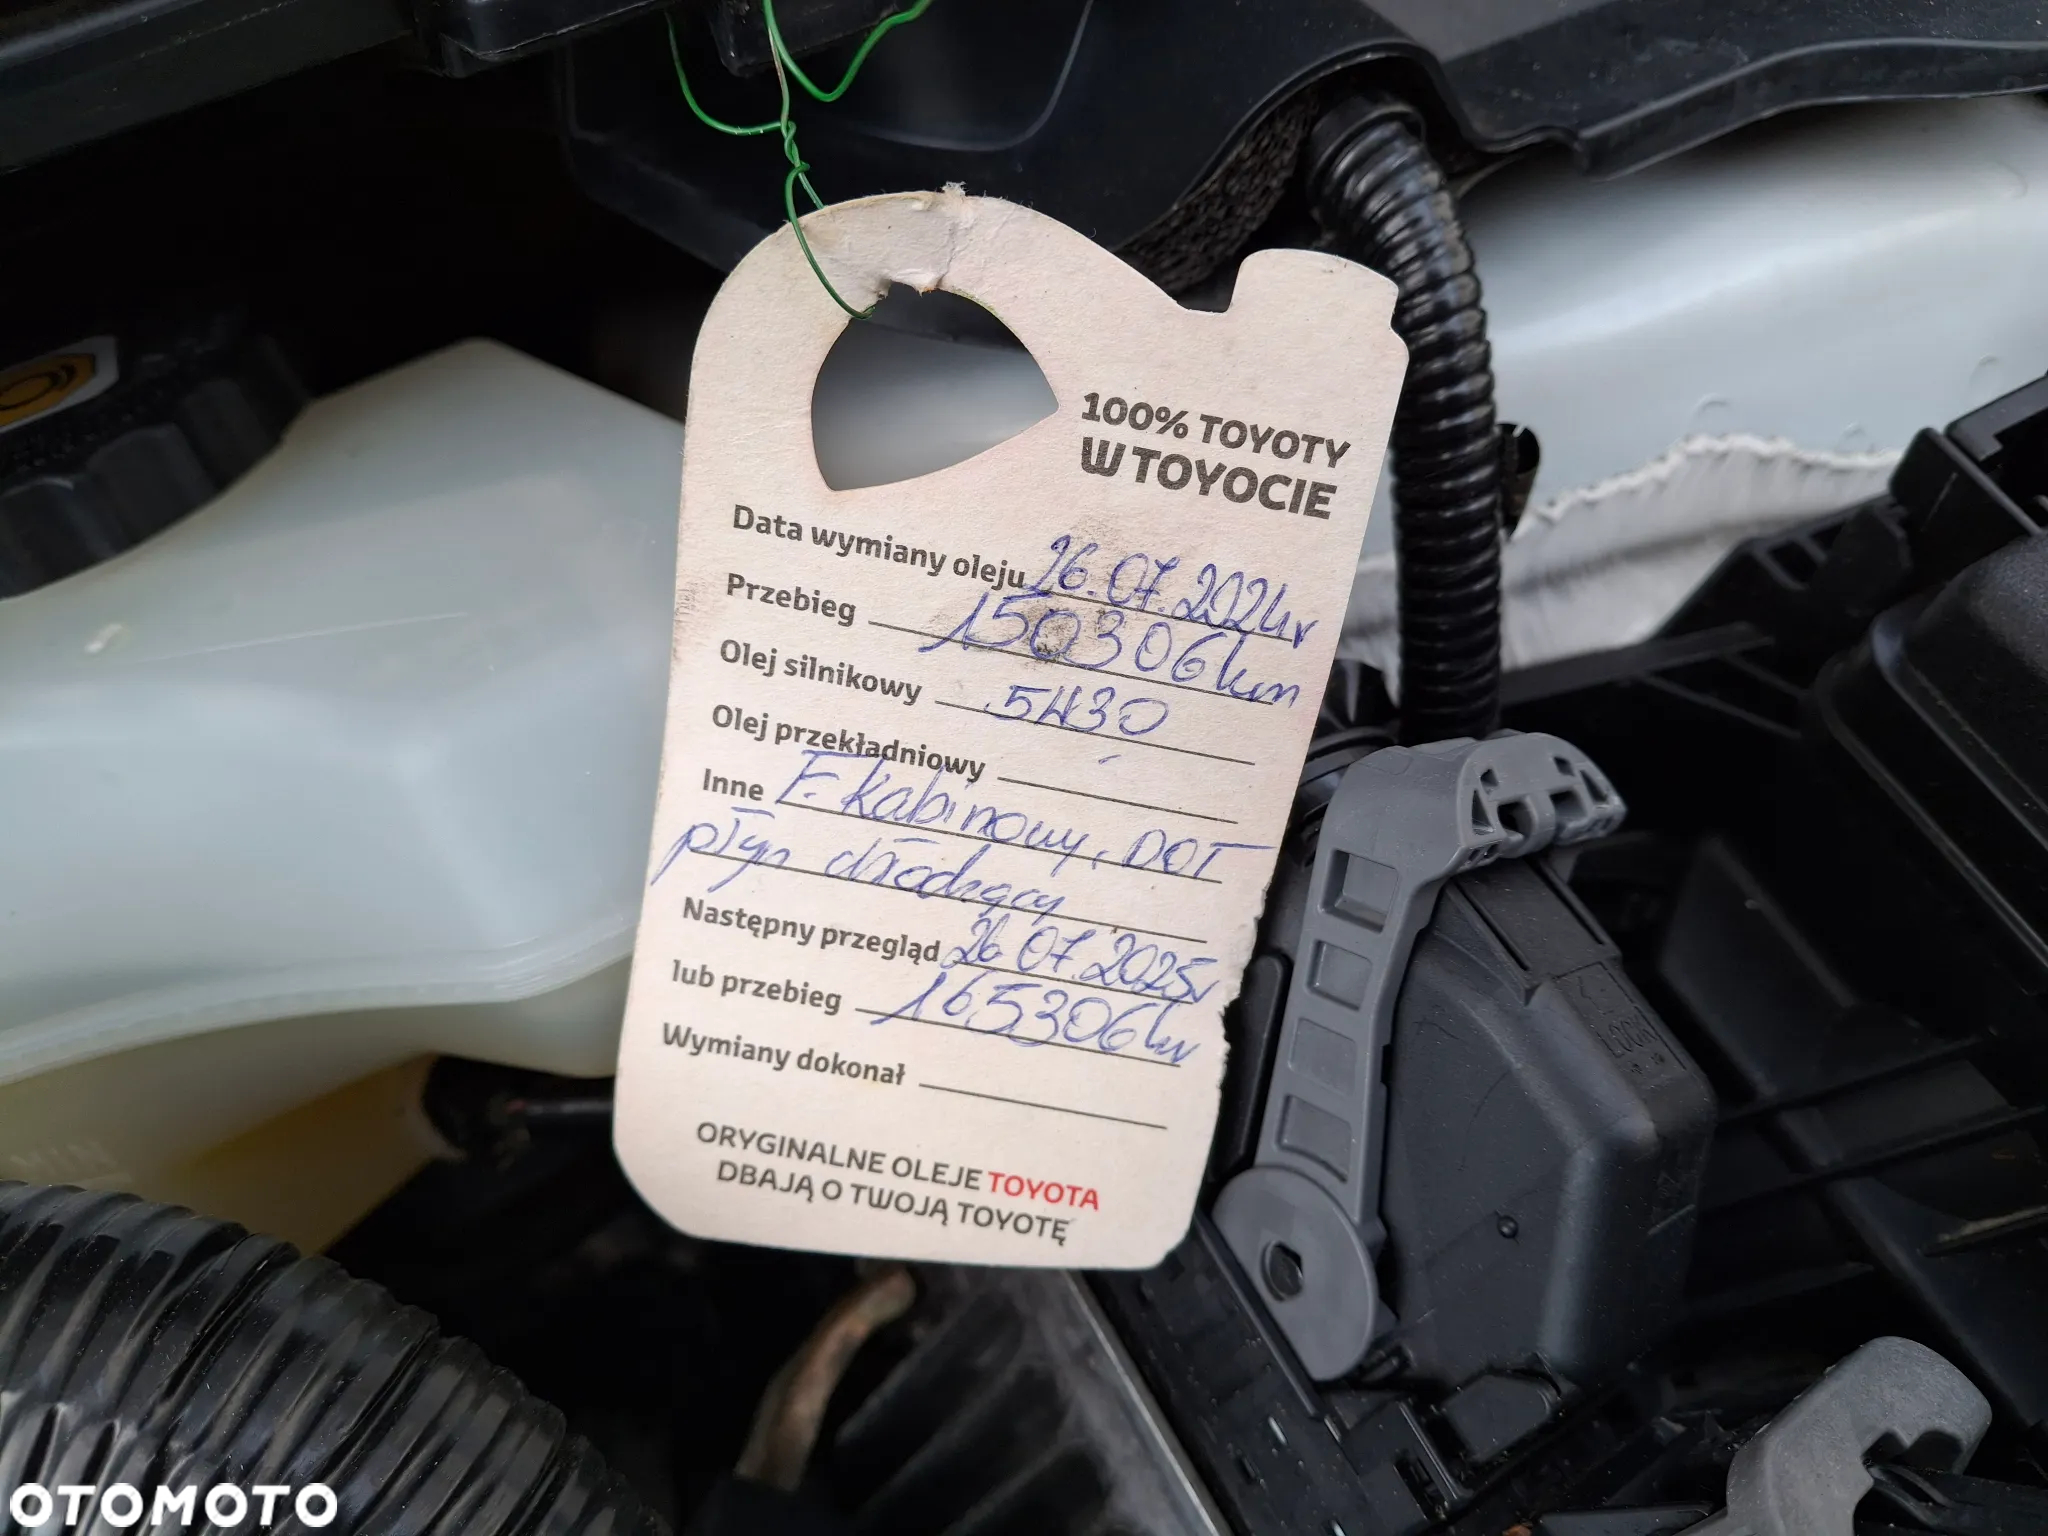 100% TOYOTY
W TOYOCIE
Data wymiany oleju 26.07.2024r
Przebieg 150306km
Olej silnikowy 5W30
Olej przekładniowy
Inne F. kabinowy, DOT
płyn chłodzący
Następny przegląd 26.07.2025r
lub przebieg 165306km
Wymiany dokonał
ORYGINALNE OLEJE TOYOTA
DBAJĄ O TWOJĄ TOYOTĘ
LOCK
MIN
OTOMOTO